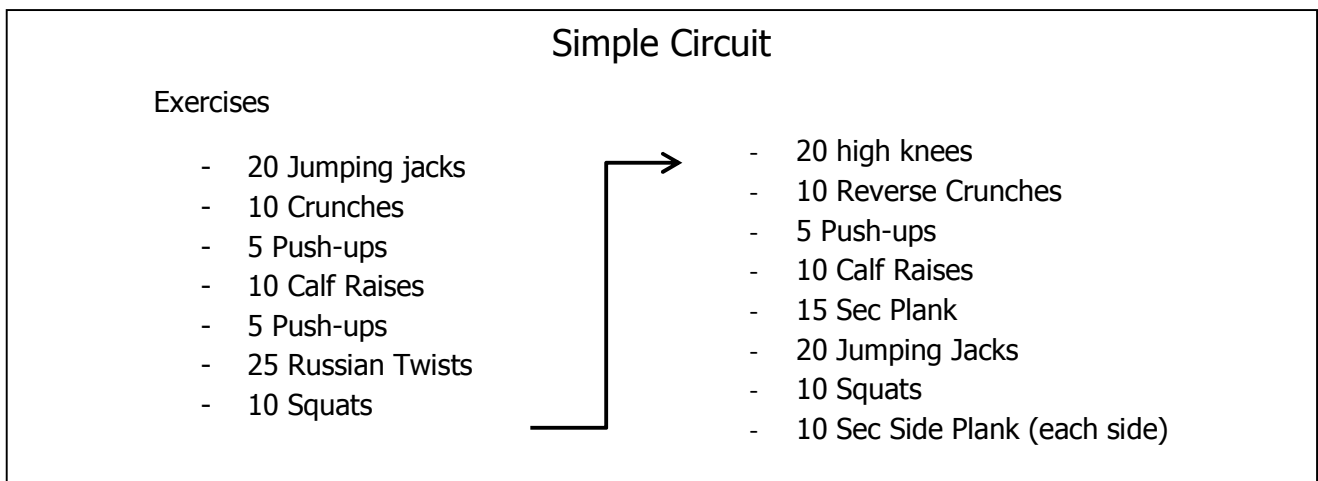 Simple Circuit
Exercises
- 20 Jumping jacks
- 10 Crunches
- 5 Push-ups
- 10 Calf Raises
- 5 Push-ups
- 25 Russian Twists
- 10 Squats
- 20 high knees
- 10 Reverse Crunches
- 5 Push-ups
- 10 Calf Raises
- 15 Sec Plank
- 20 Jumping Jacks
- 10 Squats
- 10 Sec Side Plank (each side)